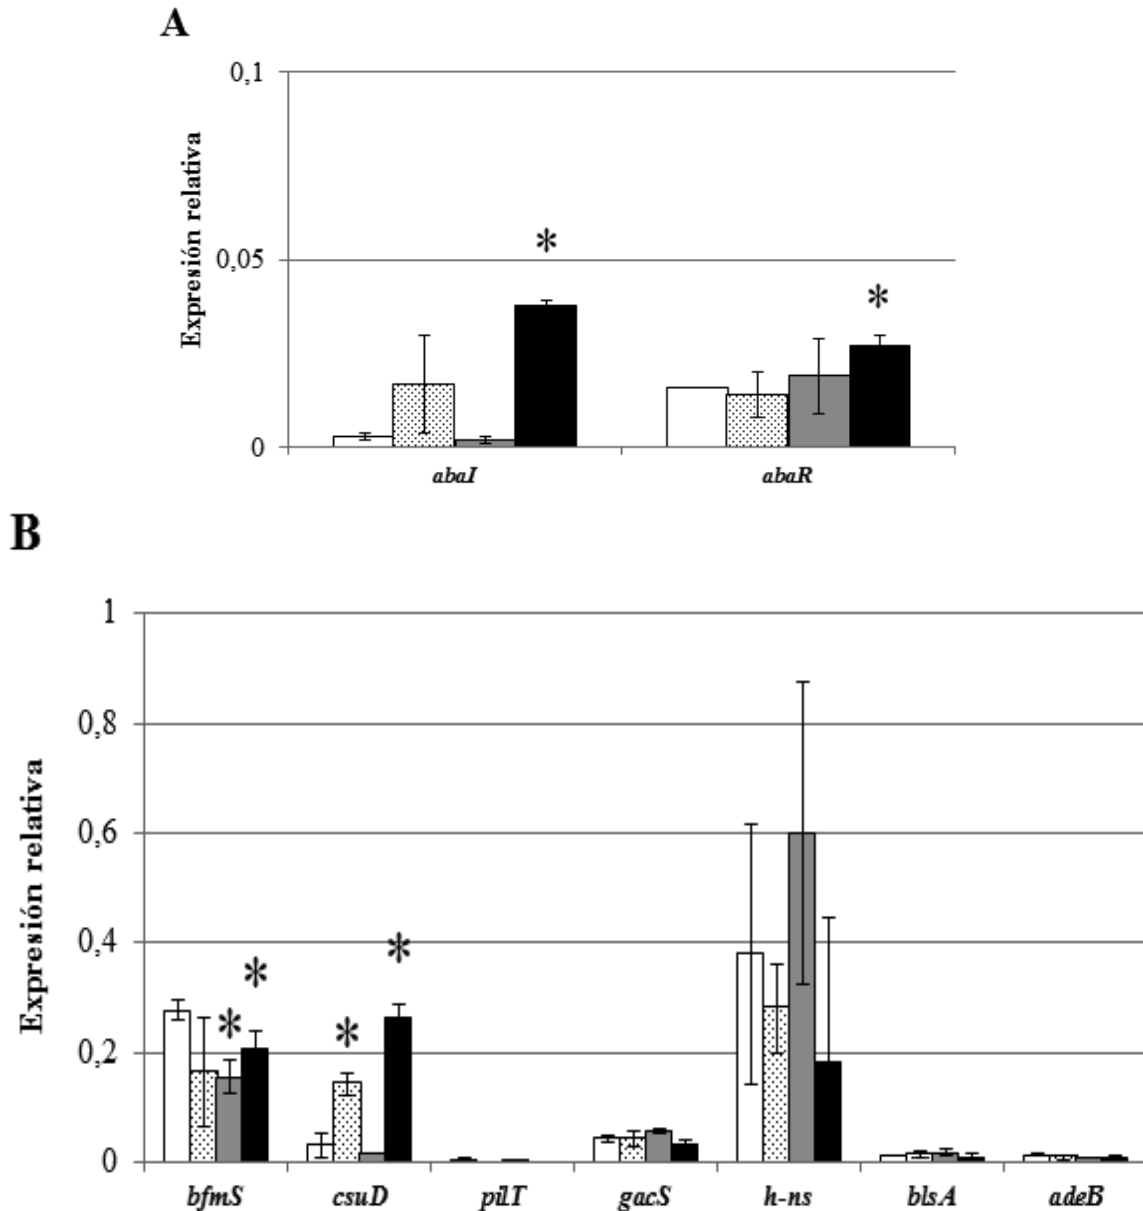 A
Expresión relativa
0,1
0,05
0
*
*
abaI
abaR
B
Expresión relativa
1
0,8
0,6
0,4
0,2
0
*
*
*
*
bfmS
csuD
pilT
gacS
h-ns
blsA
adeB